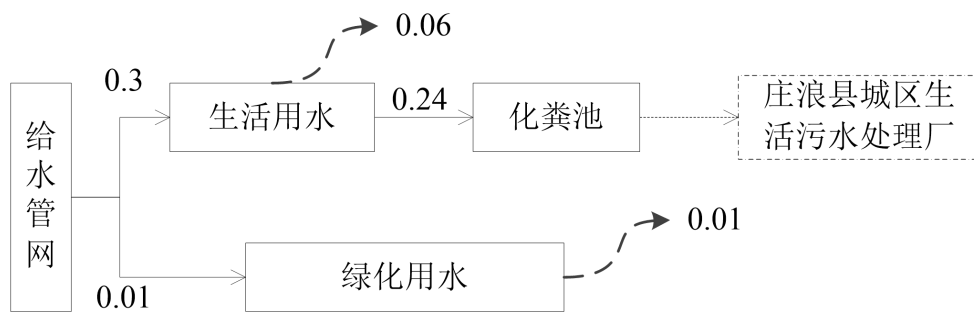 0.06
0.3
生活用水
0.24
化粪池
庄浪县城区生
活污水处理厂
给
水
管
网
0.01
绿化用水
0.01